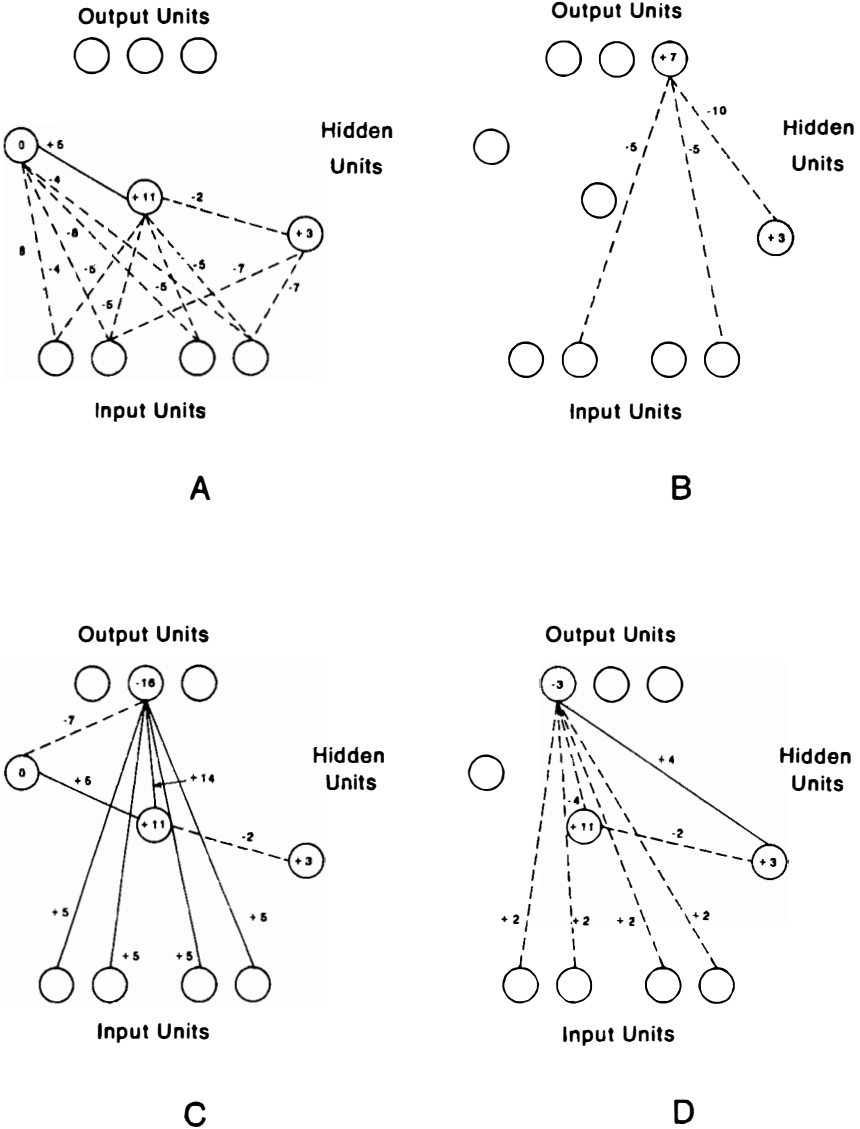 Output Units
Hidden
Units
0
+5
-4
+11
-2
+3
8
-4
-5
-8
-5
-5
-5
-7
-7
Input Units
A
Output Units
+7
Hidden
Units
-10
-5
-5
+3
Input Units
B
Output Units
-16
-7
Hidden
Units
0
+5
+14
+11
-2
+3
+5
+5
+5
+5
Input Units
C
Output Units
-3
+4
Hidden
Units
-4
+11
-2
+3
+2
+2
+2
+2
Input Units
D